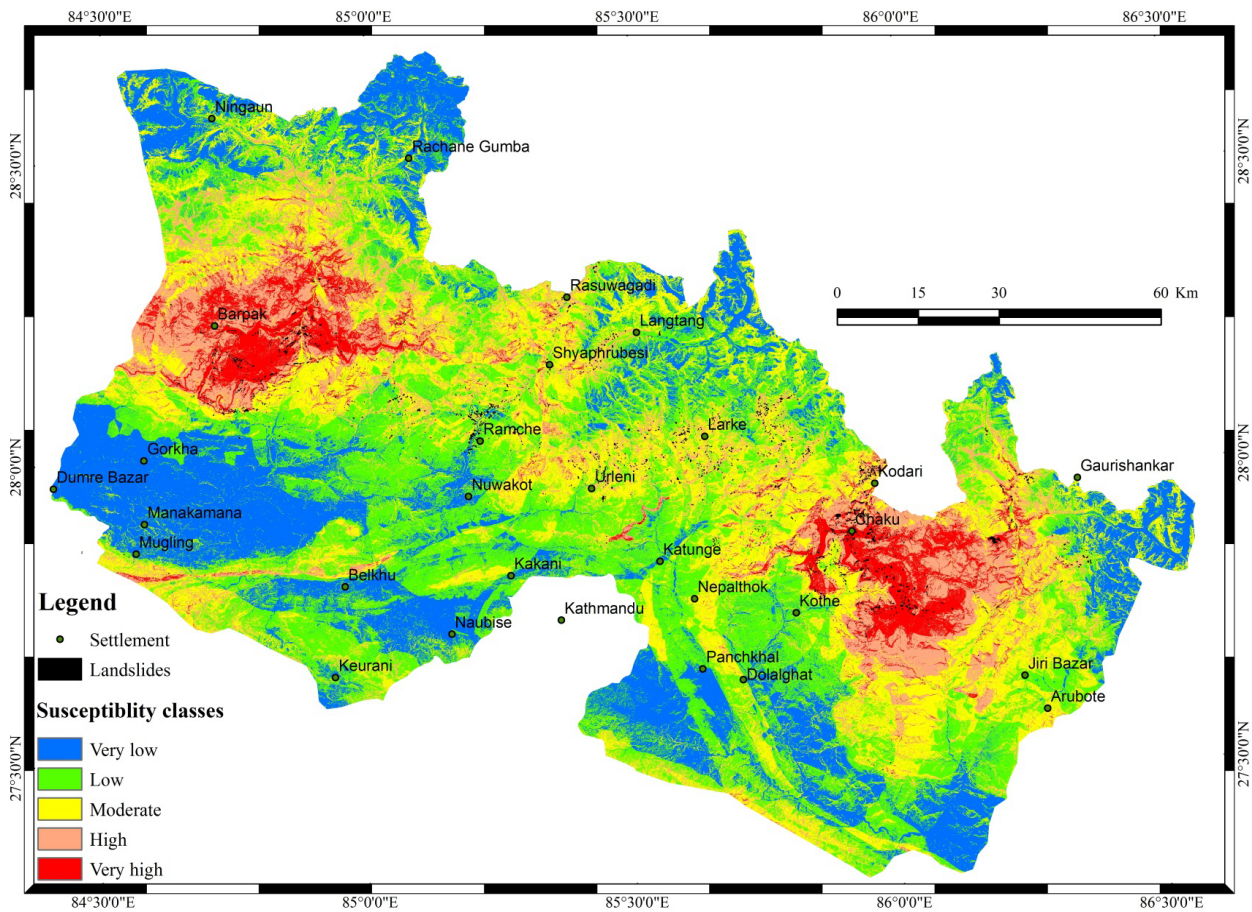 84°30'0"E 85°0'0"E 85°30'0"E 86°0'0"E 86°30'0"E
28°30'0"N
28°30'0"N
28°0'0"N
28°0'0"N
27°30'0"N
27°30'0"N
Ningaun
Rachane Gumba
Rasuwagadi
0 15 30 60 Km
Barpak
Langtang
Shyaphrubesi
Ramche
Larke
Gorkha
Gaurishankar
Kodari
Dumre Bazar
Urleni
Nuwakot
Manakamana
Chaku
Mugling
Katunge
Kakani
Belkhu
Nepalthok
Kothe
Kathmandu
Naubise
Keurani
Panchkhal
Dolalghat
Jiri Bazar
Arubote
Legend
Settlement
Landslides
Susceptiblity classes
Very low
Low
Moderate
High
Very high
84°30'0"E 85°0'0"E 85°30'0"E 86°0'0"E 86°30'0"E